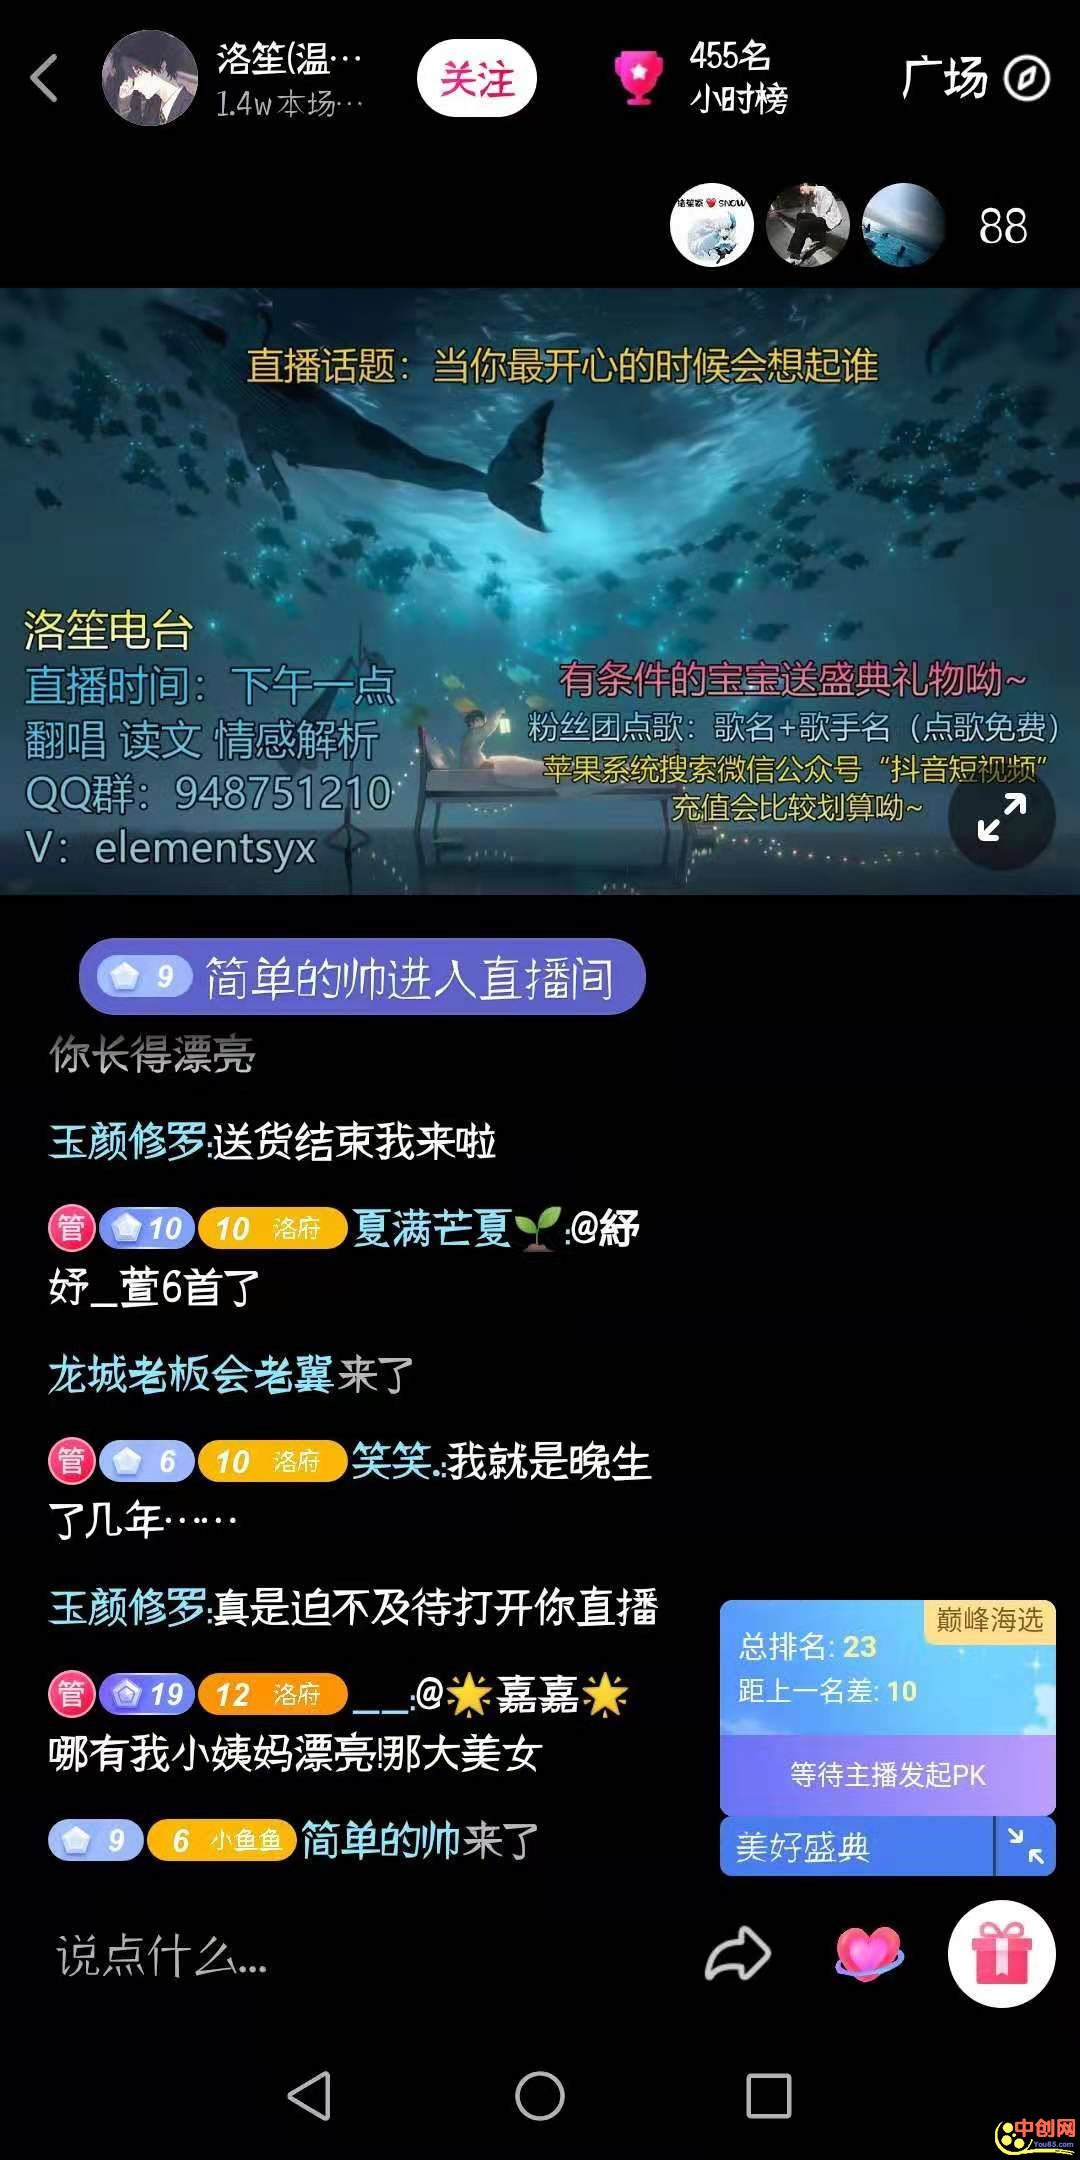 洛笙(温…
1.4w本场…
关注
455名
小时榜
广场
洛笙家❤️SNOW
88
直播话题：当你最开心的时候会想起谁
洛笙电台
直播时间：下午一点
翻唱 读文 情感解析
QQ群：948751210
V：elementsyx
有条件的宝宝送盛典礼物呦~
粉丝团点歌：歌名+歌手名（点歌免费）
苹果系统搜索微信公众号“抖音短视频”
充值会比较划算呦~
9 简单的帅进入直播间
你长得漂亮
玉颜修罗:送货结束我来啦
管 10 10 洛府 夏满芒夏🌱:@紓
妤_萱6首了
龙城老板会老翼来了
管 6 10 洛府 笑笑.:我就是晚生
了几年……
玉颜修罗:真是迫不及待打开你直播
管 19 12 洛府 __:@🌟嘉嘉🌟
哪有我小姨妈漂亮!那大美女
9 6 小鱼鱼 简单的帅来了
巅峰海选
总排名: 23
距上一名差: 10
等待主播发起PK
美好盛典
说点什么...
中创网
You85.com